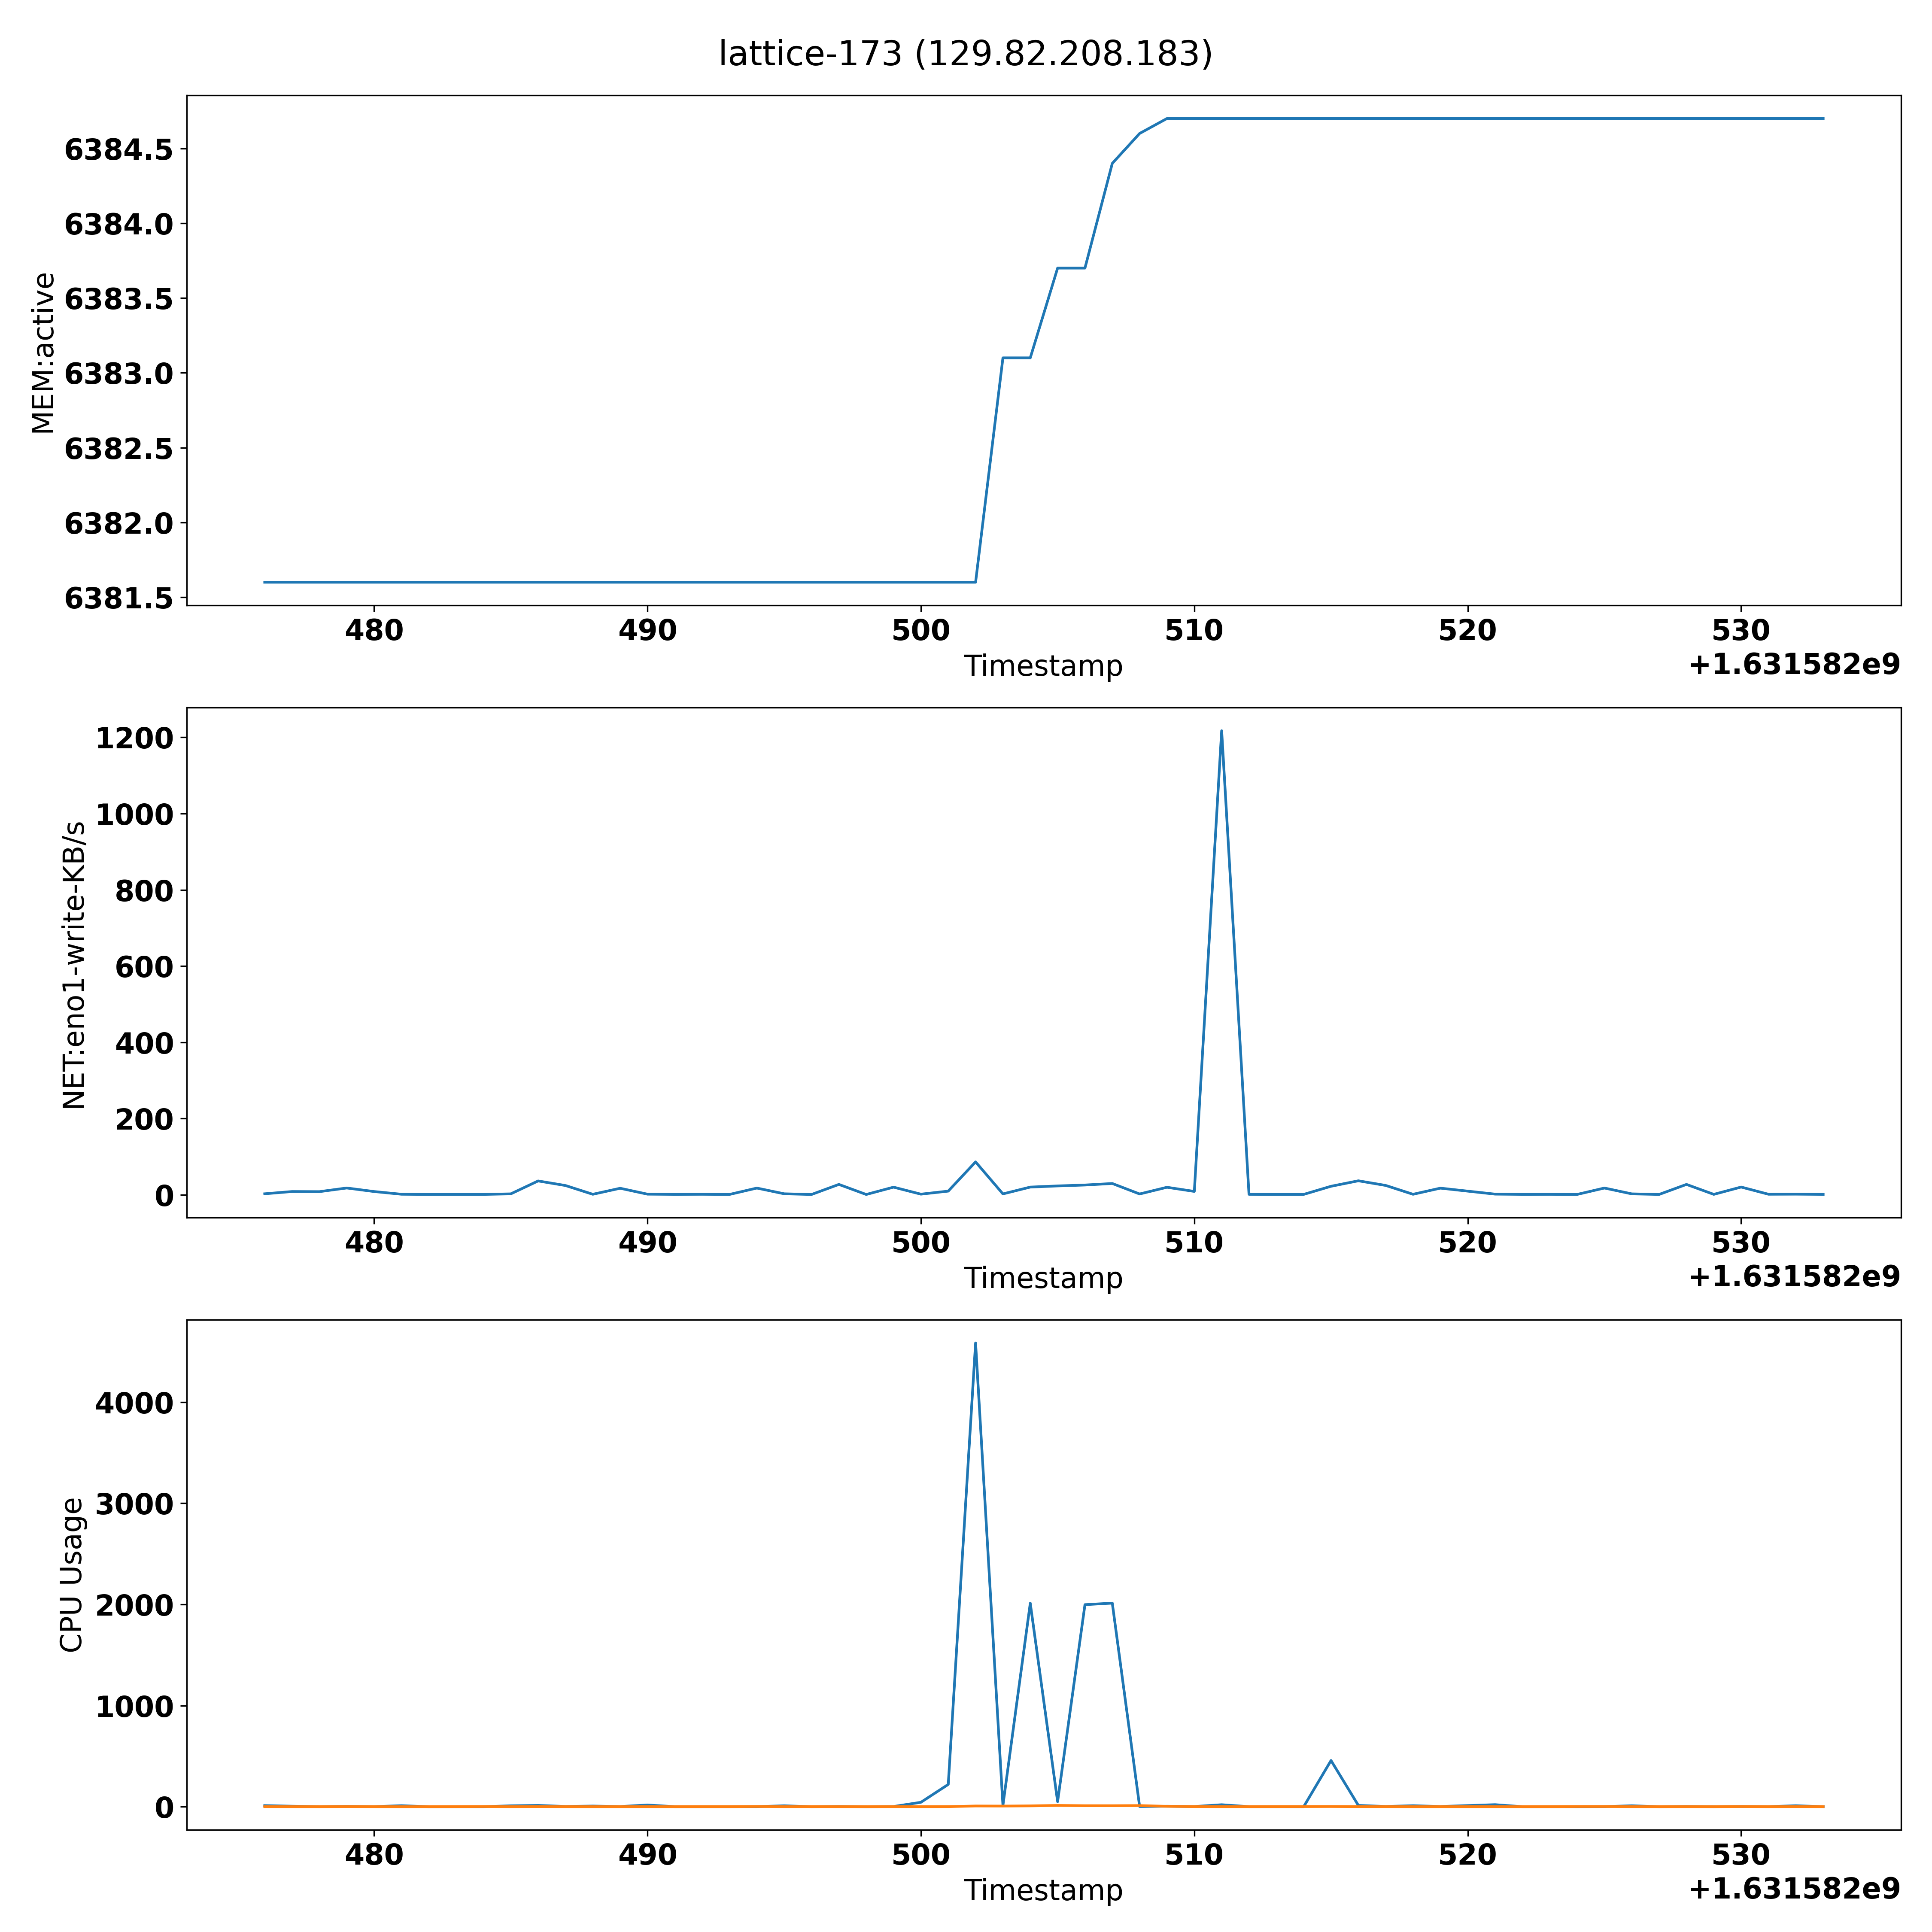 lattice-173 (129.82.208.183)
6384.5
6384.0
6383.5
6383.0
6382.5
6382.0
6381.5
MEM:active
480 490 500 510 520 530
Timestamp
+1.631582e9
1200
1000
800
600
400
200
0
NET:eno1-write-KB/s
480 490 500 510 520 530
Timestamp
+1.631582e9
4000
3000
2000
1000
0
CPU Usage
480 490 500 510 520 530
Timestamp
+1.631582e9